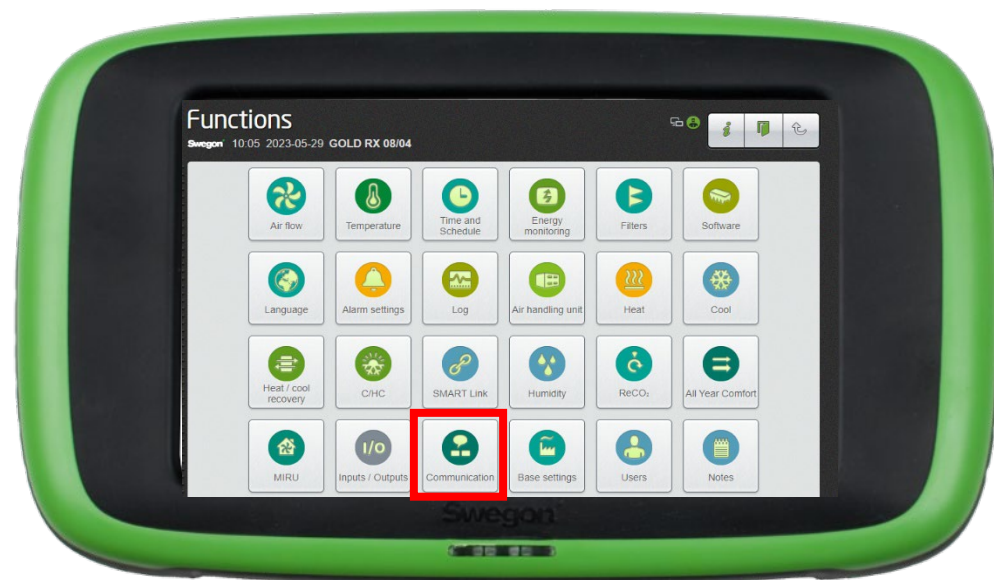 Functions
Swegon 10:05 2023-05-29 GOLD RX 08/04
Air flow
Temperature
Time and
Schedule
Energy
monitoring
Filters
Software
Language
Alarm settings
Log
Air handling unit
Heat
Cool
Heat / cool
recovery
C/HC
SMART Link
Humidity
ReCO₂
All Year Comfort
MIRU
I/O
Inputs / Outputs
Communication
Base settings
Users
Notes
Swegon